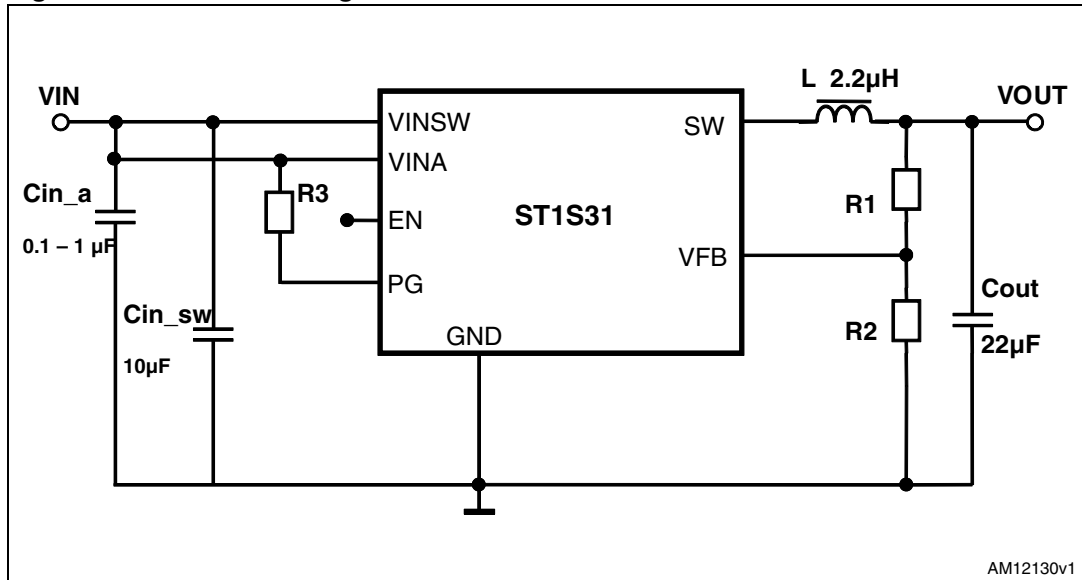 VIN
VINSW
SW
L 2.2µH
VOUT
VINA
Cin_a
0.1 – 1 µF
R3
EN
ST1S31
R1
VFB
PG
Cin_sw
10µF
GND
R2
Cout
22µF
AM12130v1